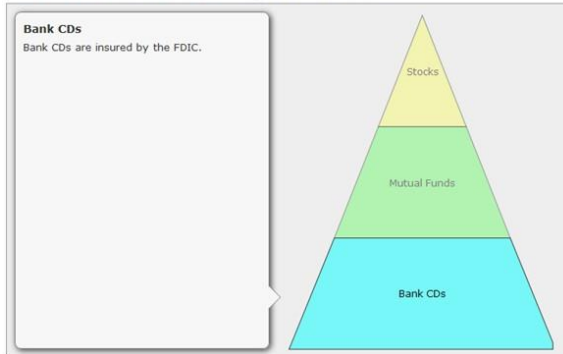 Bank CDs
Bank CDs are insured by the FDIC.
Stocks
Mutual Funds
Bank CDs